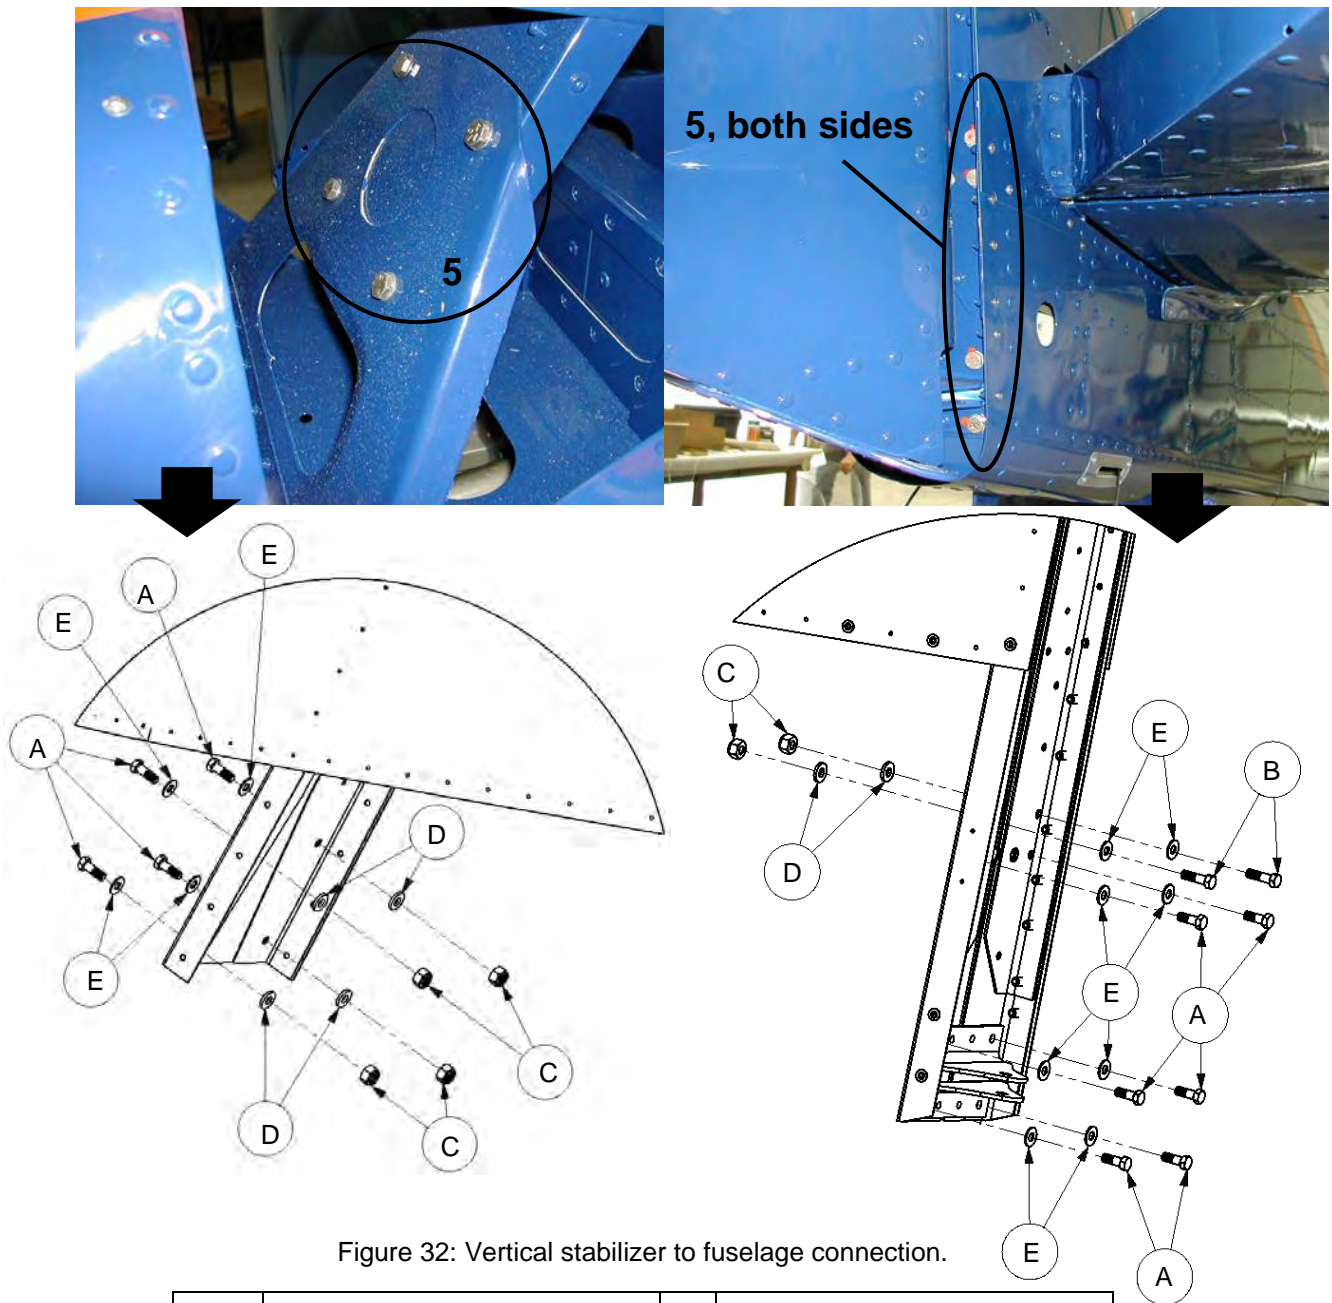 5, both sides
5
E
A
E
A
E
D
C
D
C
C
E
B
D
E
A
E
A
Figure 32: Vertical stabilizer to fuselage connection.